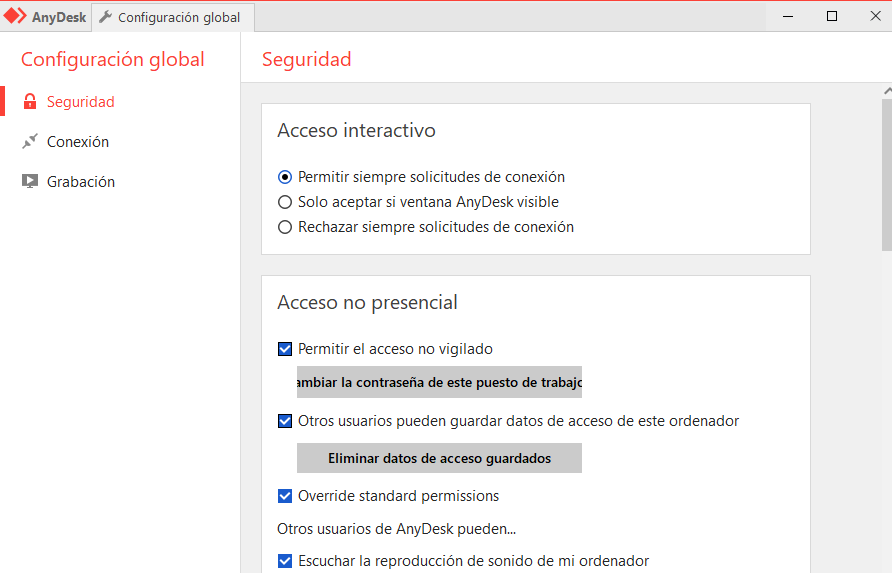 AnyDesk
Configuración global
Configuración global
Seguridad
Conexión
Grabación
Seguridad
Acceso interactivo
Permitir siempre solicitudes de conexión
Solo aceptar si ventana AnyDesk visible
Rechazar siempre solicitudes de conexión
Acceso no presencial
Permitir el acceso no vigilado
ambiar la contraseña de este puesto de trabajo
Otros usuarios pueden guardar datos de acceso de este ordenador
Eliminar datos de acceso guardados
Override standard permissions
Otros usuarios de AnyDesk pueden...
Escuchar la reproducción de sonido de mi ordenador